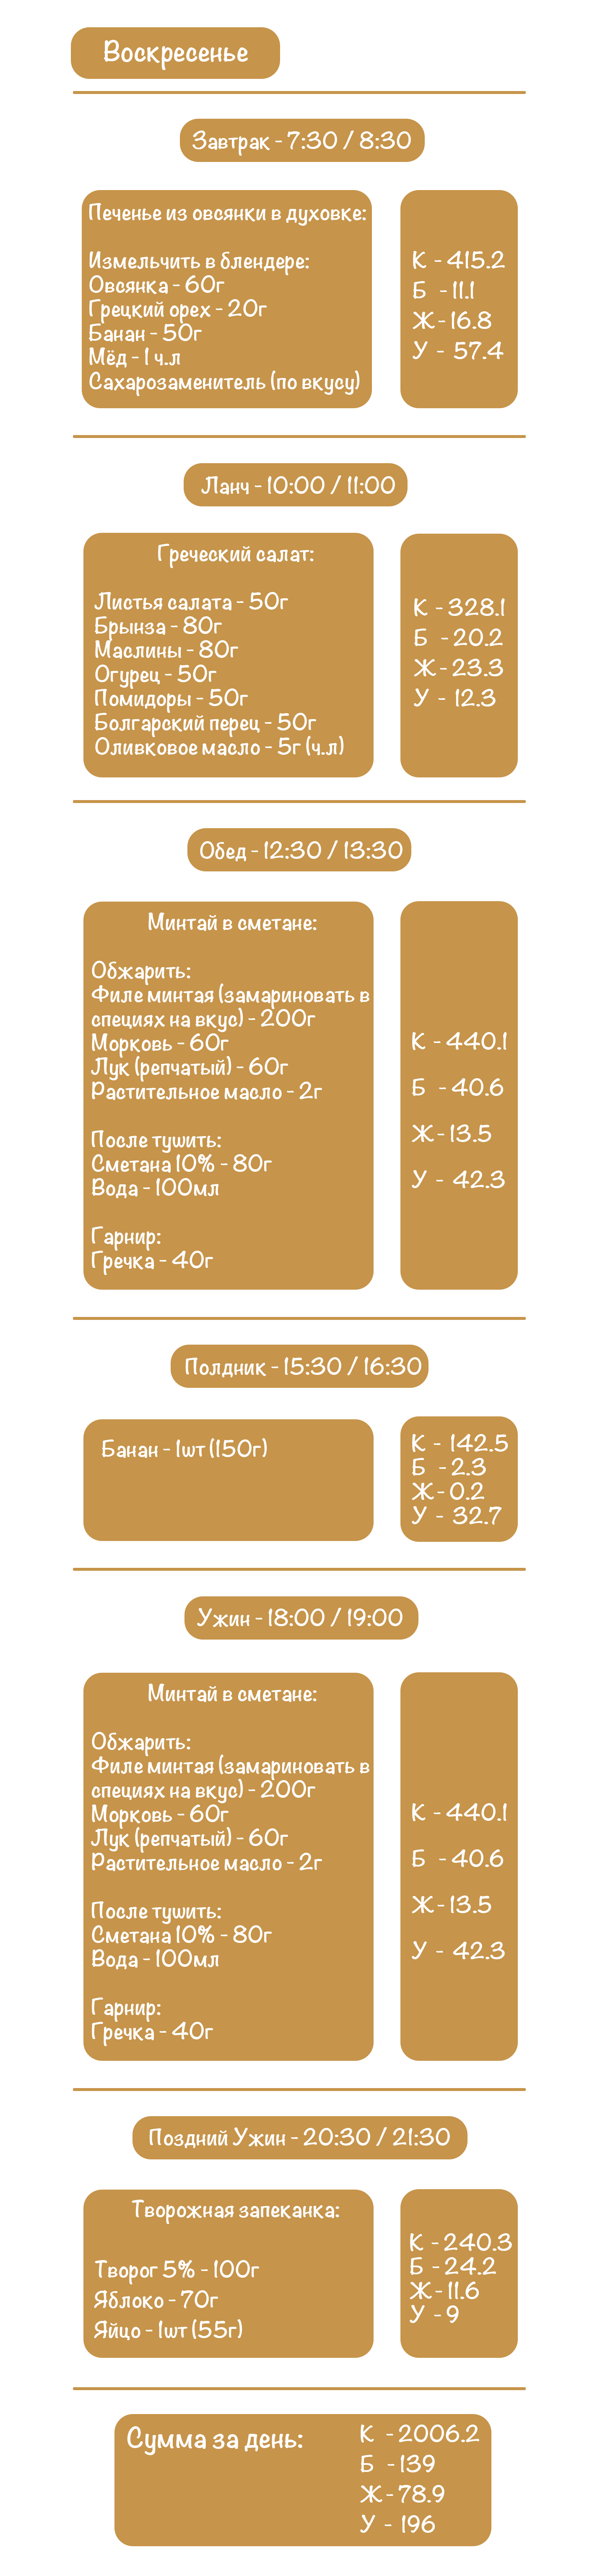 Воскресенье
Завтрак - 7:30 / 8:30
Печенье из овсянки в духовке:
Измельчить в блендере:
Овсянка - 60г
Грецкий орех - 20г
Банан - 50г
Мёд - 1 ч.л
Сахарозаменитель (по вкусу)
К - 415.2
Б - 11.1
Ж - 16.8
У - 57.4
Ланч - 10:00 / 11:00
Греческий салат:
Листья салата - 50г
Брынза - 80г
Маслины - 80г
Огурец - 50г
Помидоры - 50г
Болгарский перец - 50г
Оливковое масло - 5г (ч.л)
К - 328.1
Б - 20.2
Ж - 23.3
У - 12.3
Обед - 12:30 / 13:30
Минтай в сметане:
Обжарить:
Филе минтая (замариновать в
специях на вкус) - 200г
Морковь - 60г
Лук (репчатый) - 60г
Растительное масло - 2г
После тушить:
Сметана 10% - 80г
Вода - 100мл
Гарнир:
Гречка - 40г
К - 440.1
Б - 40.6
Ж - 13.5
У - 42.3
Полдник - 15:30 / 16:30
Банан - 1шт (150г)
К - 142.5
Б - 2.3
Ж - 0.2
У - 32.7
Ужин - 18:00 / 19:00
Минтай в сметане:
Обжарить:
Филе минтая (замариновать в
специях на вкус) - 200г
Морковь - 60г
Лук (репчатый) - 60г
Растительное масло - 2г
После тушить:
Сметана 10% - 80г
Вода - 100мл
Гарнир:
Гречка - 40г
К - 440.1
Б - 40.6
Ж - 13.5
У - 42.3
Поздний Ужин - 20:30 / 21:30
Творожная запеканка:
Творог 5% - 100г
Яблоко - 70г
Яйцо - 1шт (55г)
К - 240.3
Б - 24.2
Ж - 11.6
У - 9
Сумма за день:
К - 2006.2
Б - 139
Ж - 78.9
У - 196